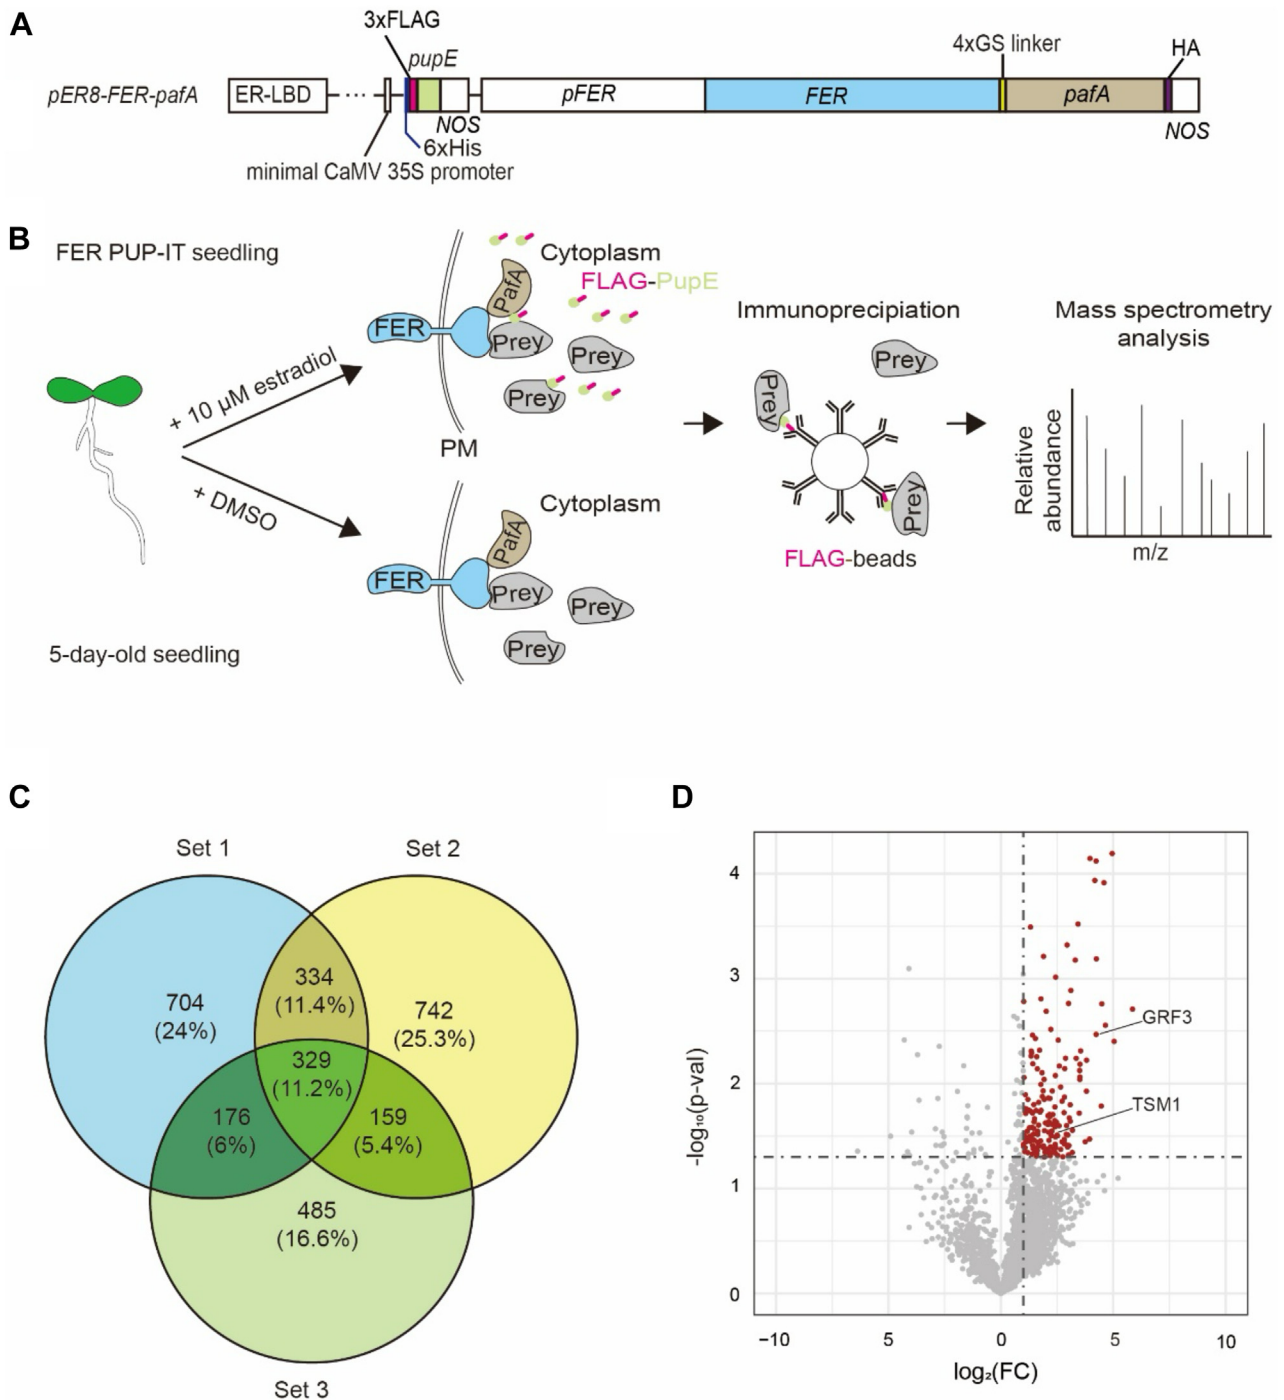 A
3xFLAG
pupE
4xGS linker
HA
pER8-FER-pafA
ER-LBD
...
pFER
FER
pafA
NOS
NOS
6xHis
minimal CaMV 35S promoter
B
FER PUP-IT seedling
Cytoplasm
FLAG-PupE
PafA
FER
Prey
Prey
Prey
+ 10 µM estradiol
PM
+ DMSO
Cytoplasm
PafA
FER
Prey
Prey
Prey
5-day-old seedling
Immunoprecipiation
Prey
Prey
Prey
FLAG-beads
Mass spectrometry
analysis
Relative
abundance
m/z
C
Set 1
Set 2
334
(11.4%)
704
(24%)
742
(25.3%)
329
(11.2%)
176
(6%)
159
(5.4%)
485
(16.6%)
Set 3
D
4
3
2
1
0
-log₁₀(p-val)
GRF3
TSM1
−10
5
0
5
10
log₂(FC)